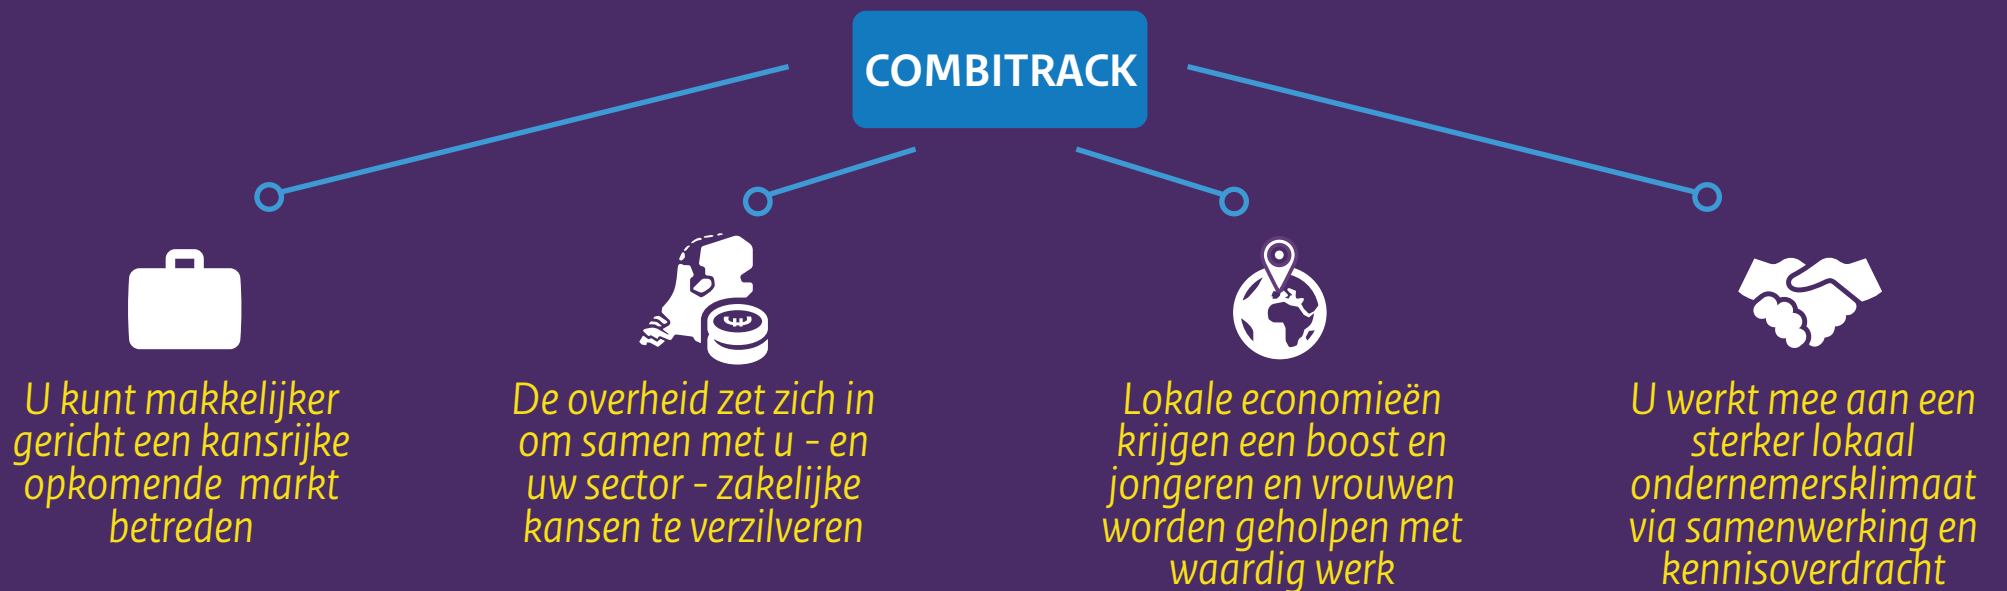 COMBITRACK
U kunt makkelijker
gericht een kansrijke
opkomende markt
betreden
De overheid zet zich in
om samen met u - en
uw sector - zakelijke
kansen te verzilveren
Lokale economieën
krijgen een boost en
jongeren en vrouwen
worden geholpen met
waardig werk
U werkt mee aan een
sterker lokaal
ondernemersklimaat
via samenwerking en
kennisoverdracht